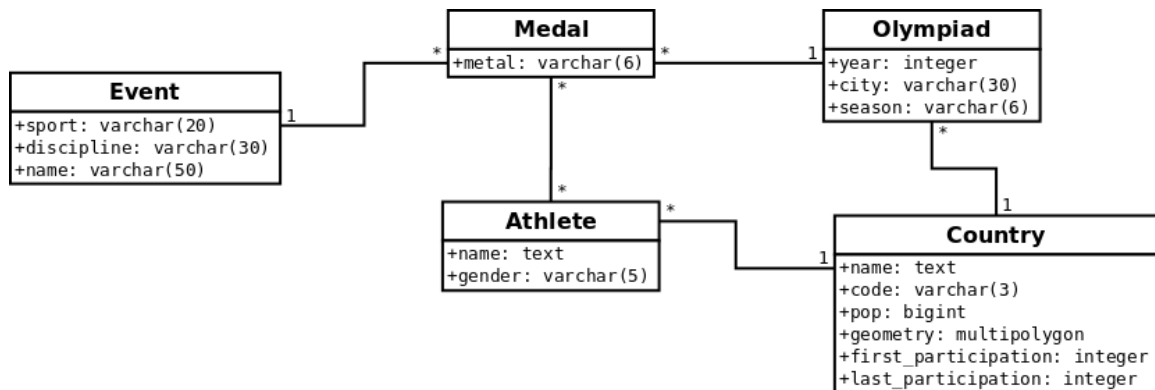 Medal
+metal: varchar(6)
Olympiad
+year: integer
+city: varchar(30)
+season: varchar(6)
Event
+sport: varchar(20)
+discipline: varchar(30)
+name: varchar(50)
*
1
*
*
1
*
*
1
Athlete
+name: text
+gender: varchar(5)
*
1
Country
+name: text
+code: varchar(3)
+pop: bigint
+geometry: multipolygon
+first_participation: integer
+last_participation: integer